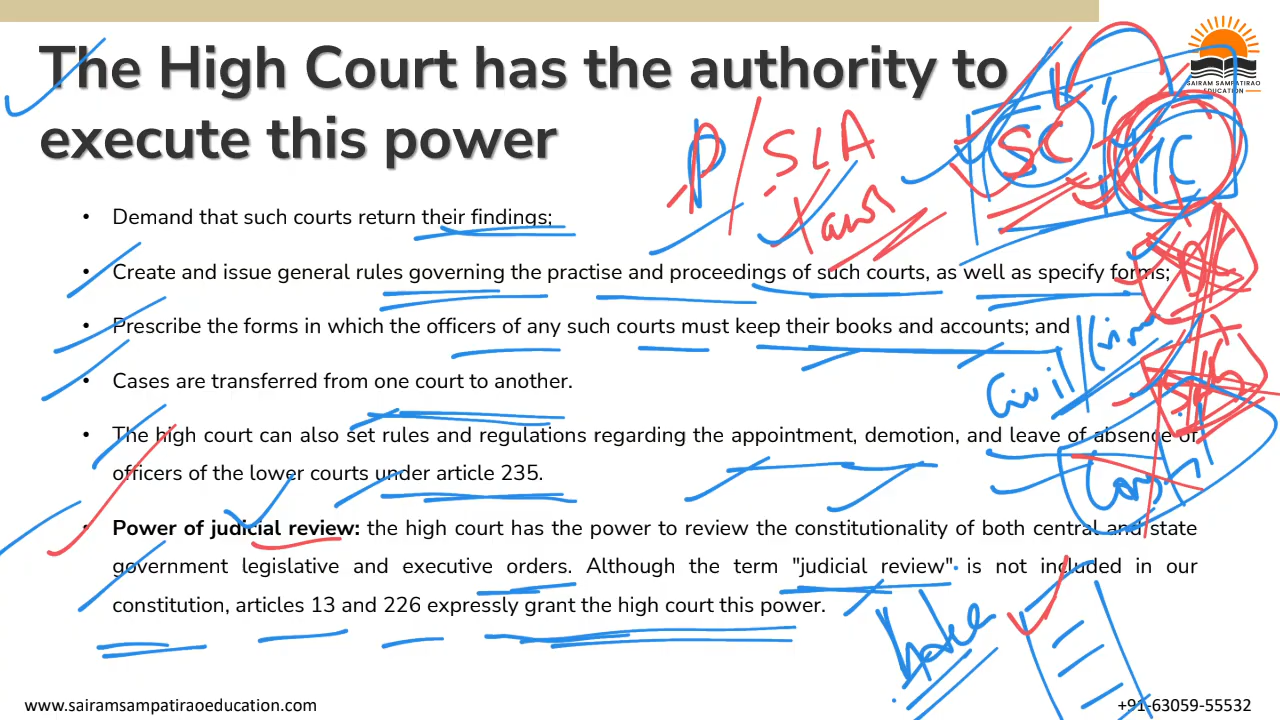 The High Court has the authority to
execute this power
SAIRAM SAMPATIRAO
EDUCATION
P / SLA
SC
HC
Laws
• Demand that such courts return their findings;
• Create and issue general rules governing the practise and proceedings of such courts, as well as specify forms;
• Prescribe the forms in which the officers of any such courts must keep their books and accounts; and
Civil/Crim
• Cases are transferred from one court to another.
• The high court can also set rules and regulations regarding the appointment, demotion, and leave of absence of
officers of the lower courts under article 235.
• Power of judicial review: the high court has the power to review the constitutionality of both central and state
government legislative and executive orders. Although the term "judicial review" is not included in our
constitution, articles 13 and 226 expressly grant the high court this power.
www.sairamsampatiraoeducation.com
+91-63059-55532